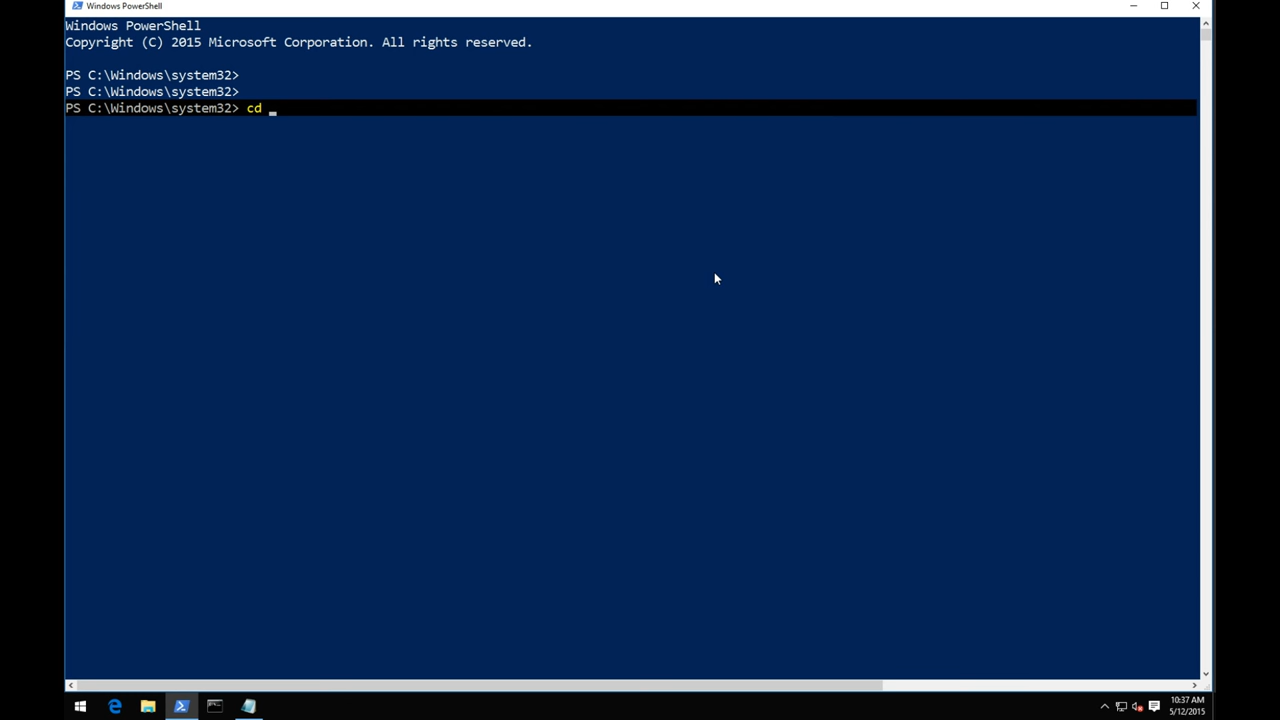 Windows PowerShell
Windows PowerShell
Copyright (C) 2015 Microsoft Corporation. All rights reserved.
PS C:\Windows\system32>
PS C:\Windows\system32>
PS C:\Windows\system32> cd _
10:37 AM
5/12/2015